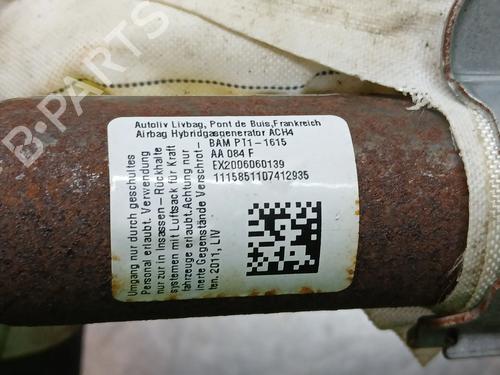 B-PARTS
Autoliv Livbag, Pont de Buis,Frankreich
Airbag Hybridgasgenerator ACH4
BAM PT1-1615
AA 084 F
EX2006060139
1115851107412935
Umgang nur durch geschultes
Personal erlaubt. Verwendung
nur zur in Insassen-Rückhalte
systemen mit Luftsack für Kraft
fahrzeuge erlaubt.Achtung nur
inerte Gegenstände Verschrot-
ten. 2011, LIV